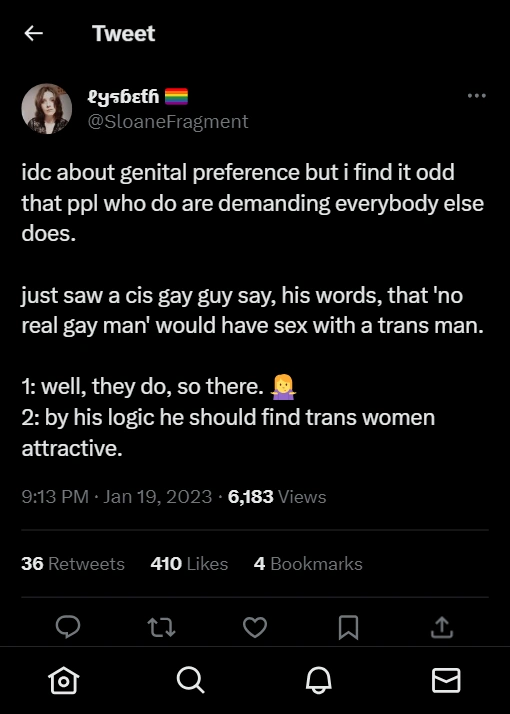 Tweet
ꪶꪗ𝘴ᦔꫀᡶꫝ 🏳️‍🌈
@SloaneFragment
idc about genital preference but i find it odd
that ppl who do are demanding everybody else
does.
just saw a cis gay guy say, his words, that 'no
real gay man' would have sex with a trans man.
1: well, they do, so there. 🤷‍♀️
2: by his logic he should find trans women
attractive.
9:13 PM · Jan 19, 2023 · 6,183 Views
36 Retweets 410 Likes 4 Bookmarks